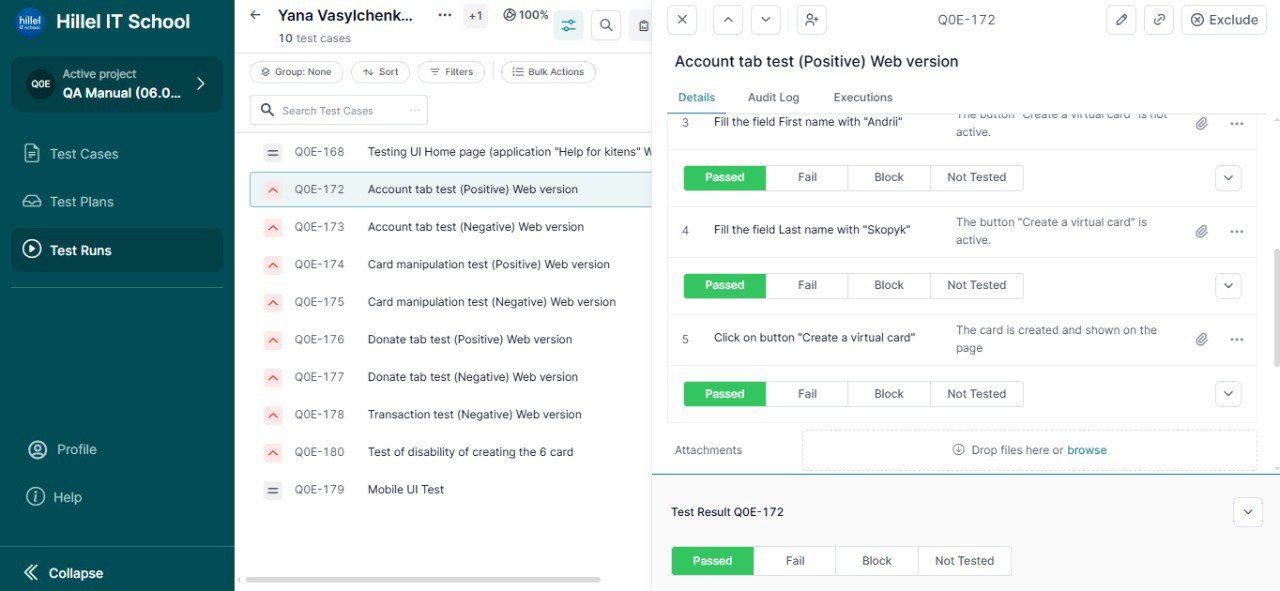 hillel
IT school
Hillel IT School
Q0E
Active project
QA Manual (06.0...
Test Cases
Test Plans
Test Runs
Profile
Help
Collapse
Yana Vasylchenk...
+1
100%
10 test cases
Group: None
Sort
Filters
Bulk Actions
Search Test Cases
Q0E-168 Testing UI Home page (application "Help for kitens" W
Q0E-172 Account tab test (Positive) Web version
Q0E-173 Account tab test (Negative) Web version
Q0E-174 Card manipulation test (Positive) Web version
Q0E-175 Card manipulation test (Negative) Web version
Q0E-176 Donate tab test (Positive) Web version
Q0E-177 Donate tab test (Negative) Web version
Q0E-178 Transaction test (Negative) Web version
Q0E-180 Test of disability of creating the 6 card
Q0E-179 Mobile UI Test
Q0E-172
Exclude
Account tab test (Positive) Web version
Details Audit Log Executions
3 Fill the field First name with "Andrii"
The button "Create a virtual card" is not
active.
Passed Fail Block Not Tested
4 Fill the field Last name with "Skopyk"
The button "Create a virtual card" is
active.
Passed Fail Block Not Tested
5 Click on button "Create a virtual card"
The card is created and shown on the
page
Passed Fail Block Not Tested
Attachments
Drop files here or browse
Test Result Q0E-172
Passed Fail Block Not Tested